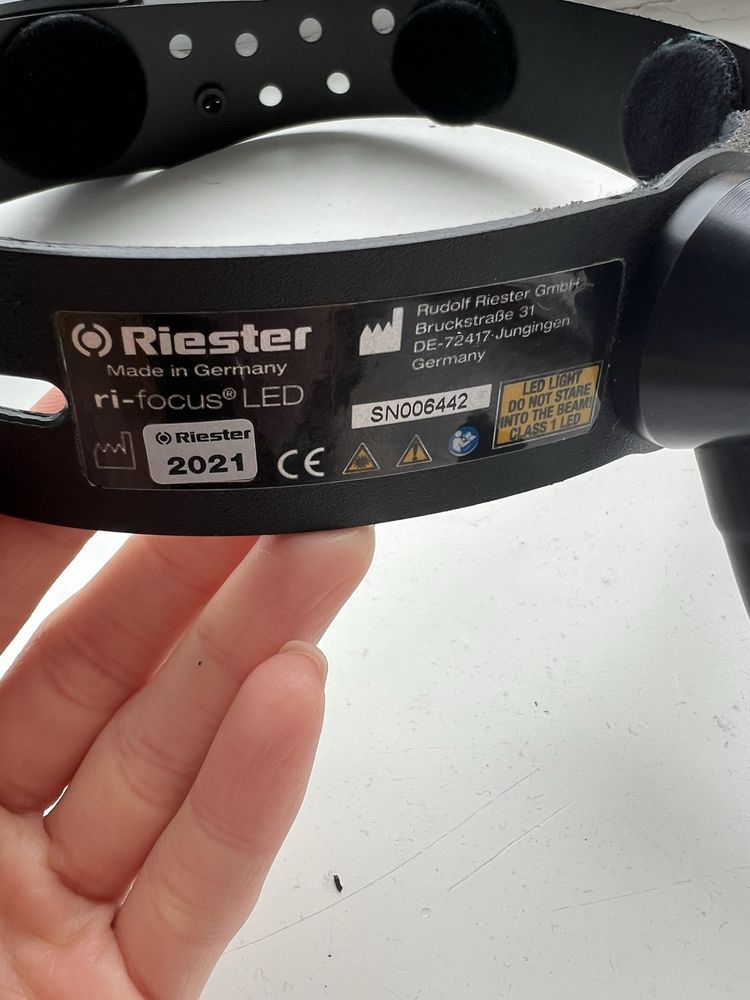 Riester
Made in Germany
ri-focus® LED
Riester
2021
CE
Rudolf Riester GmbH
Bruckstraße 31
DE-72417 Jungingen
Germany
SN006442
LED LIGHT
DO NOT STARE
INTO THE BEAM
CLASS 1 LED